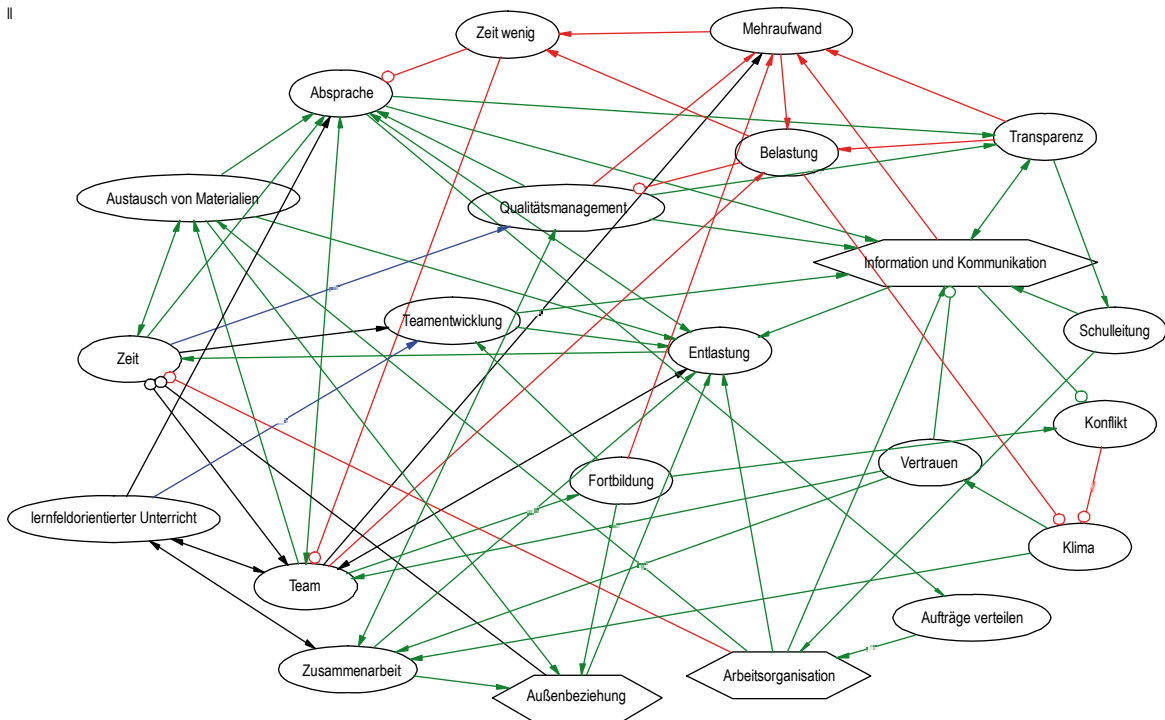 II
Zeit wenig
Mehraufwand
Absprache
Transparenz
Belastung
Austausch von Materialien
Qualitätsmanagement
Information und Kommunikation
Teamentwicklung
Schulleitung
Zeit
Entlastung
Konflikt
Vertrauen
Fortbildung
lernfeldorientierter Unterricht
Klima
Team
Aufträge verteilen
Zusammenarbeit
Arbeitsorganisation
Außenbeziehung